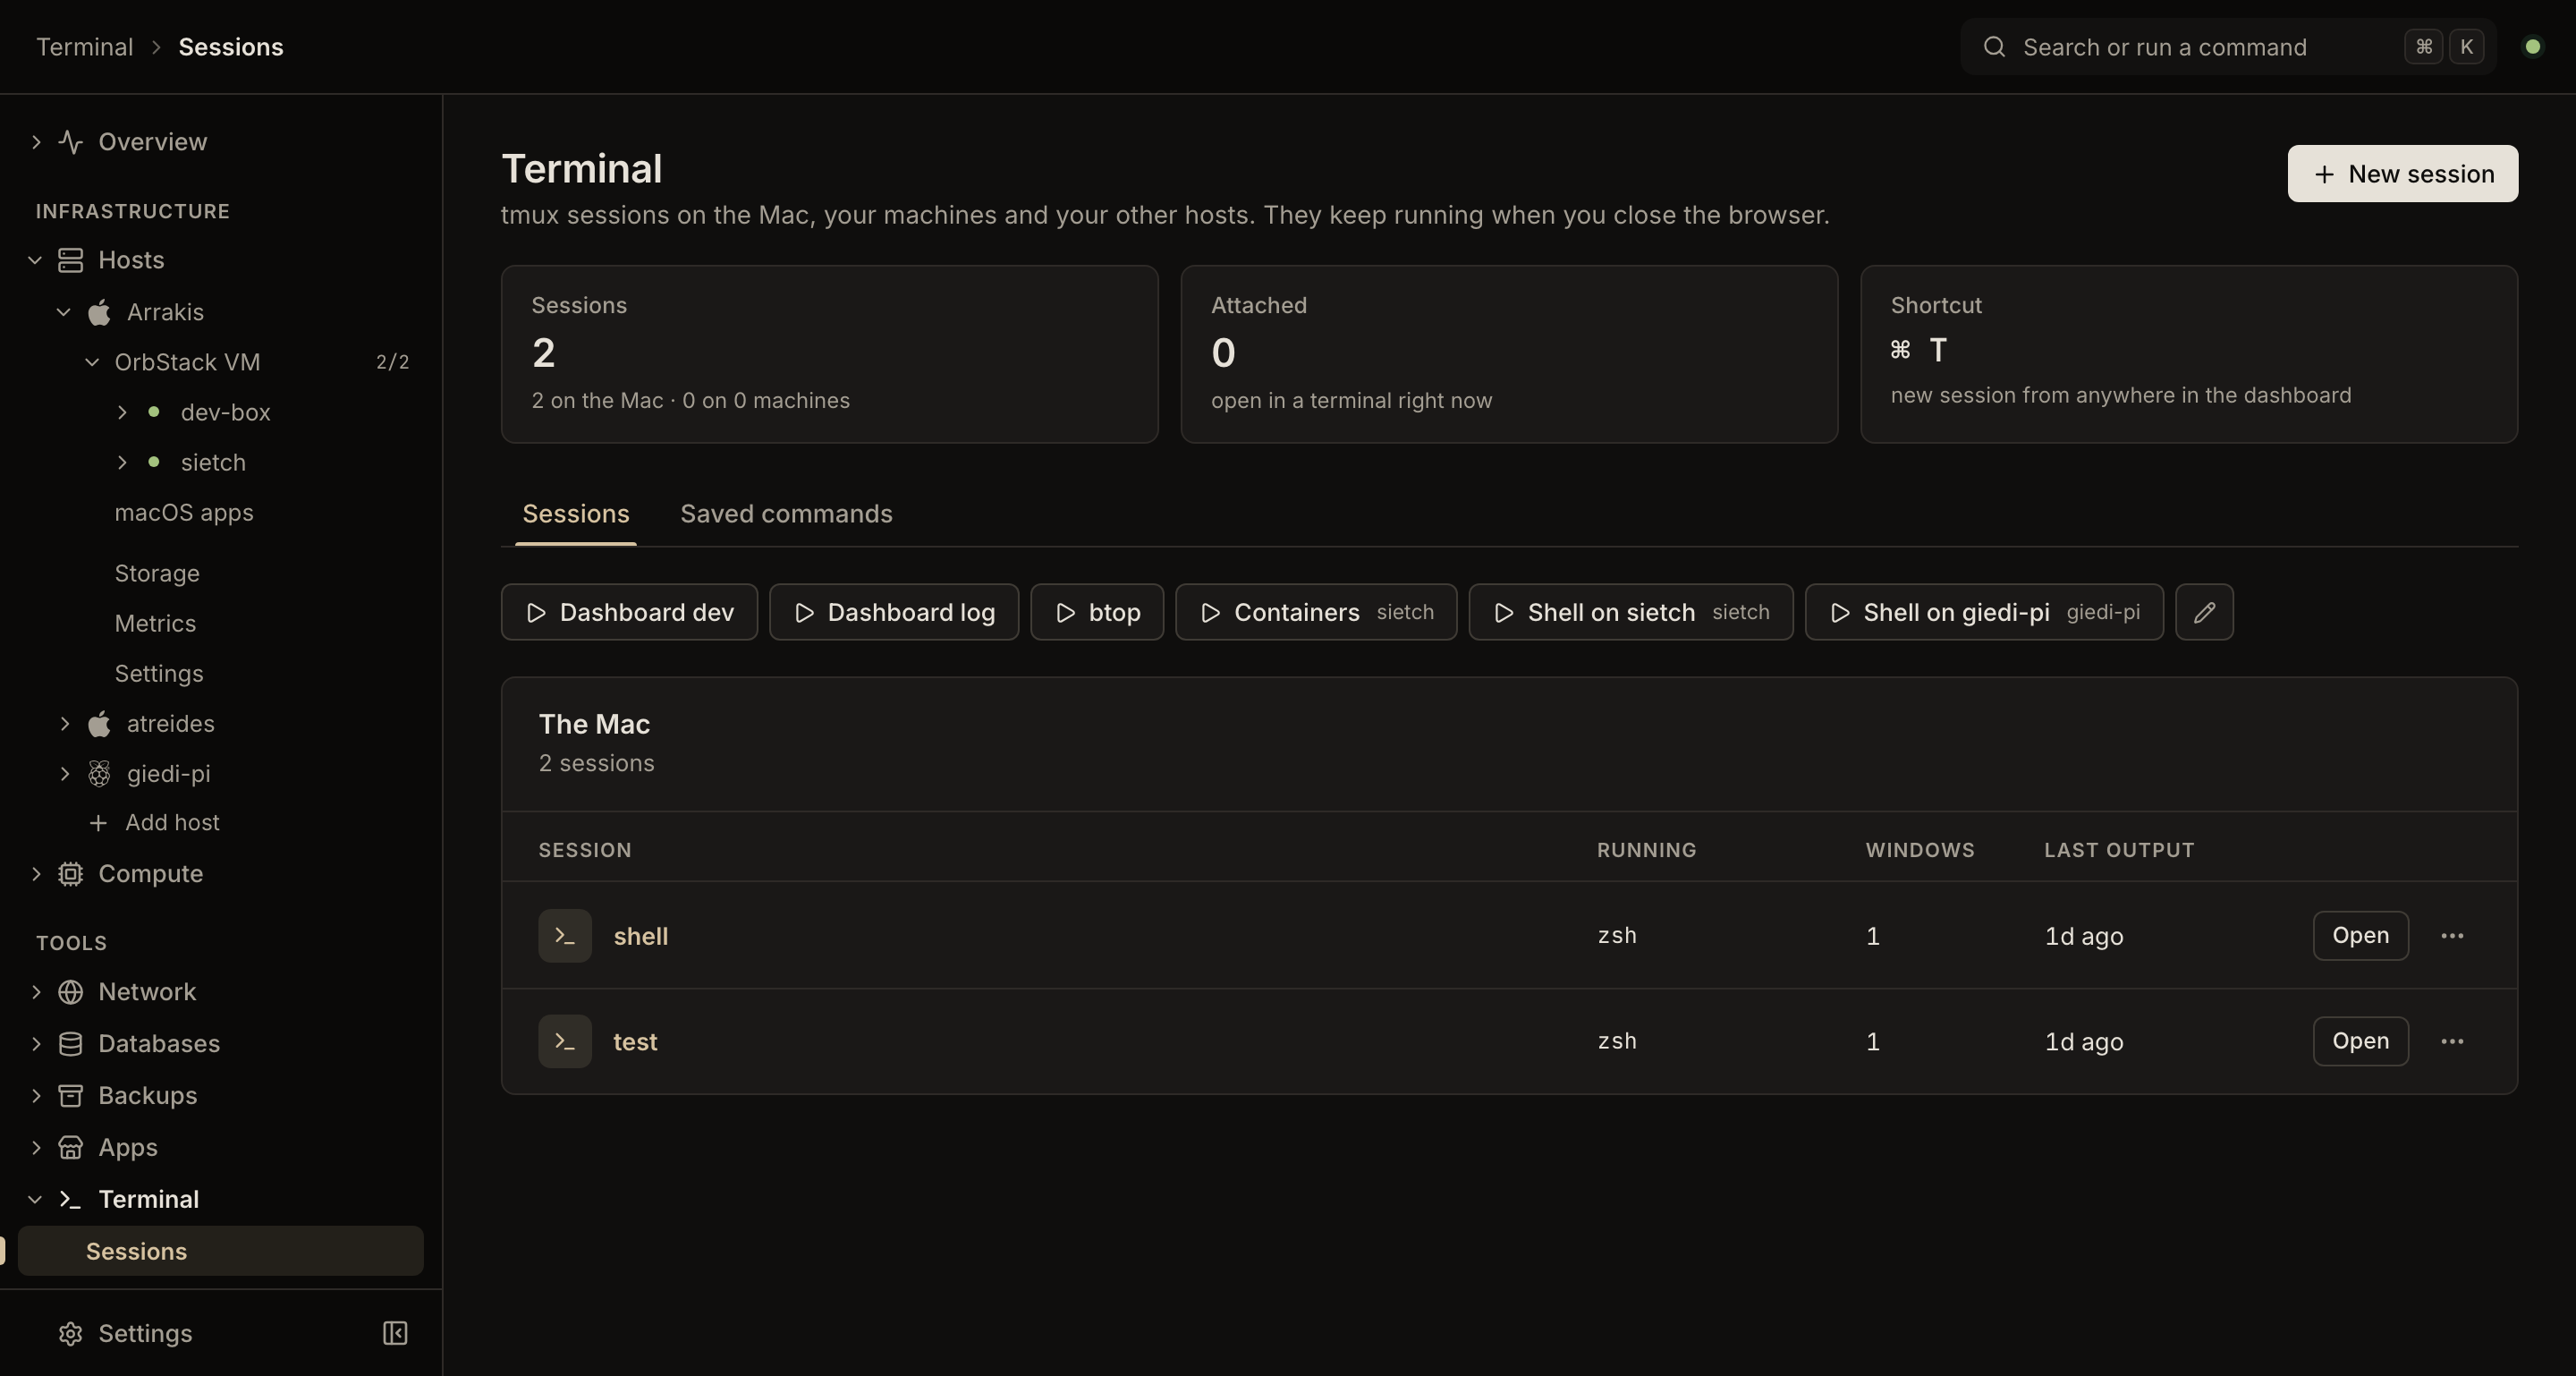 Terminal > Sessions
Search or run a command ⌘ K
Overview
INFRASTRUCTURE
Hosts
Arrakis
OrbStack VM 2/2
dev-box
sietch
macOS apps
Storage
Metrics
Settings
atreides
giedi-pi
+ Add host
Compute
TOOLS
Network
Databases
Backups
Apps
Terminal
Sessions
Settings
Terminal
+ New session
tmux sessions on the Mac, your machines and your other hosts. They keep running when you close the browser.
Sessions
2
2 on the Mac · 0 on 0 machines
Attached
0
open in a terminal right now
Shortcut
⌘ T
new session from anywhere in the dashboard
Sessions Saved commands
Dashboard dev Dashboard log btop Containers sietch Shell on sietch sietch Shell on giedi-pi giedi-pi
The Mac
2 sessions
SESSION RUNNING WINDOWS LAST OUTPUT
shell zsh 1 1d ago Open
test zsh 1 1d ago Open